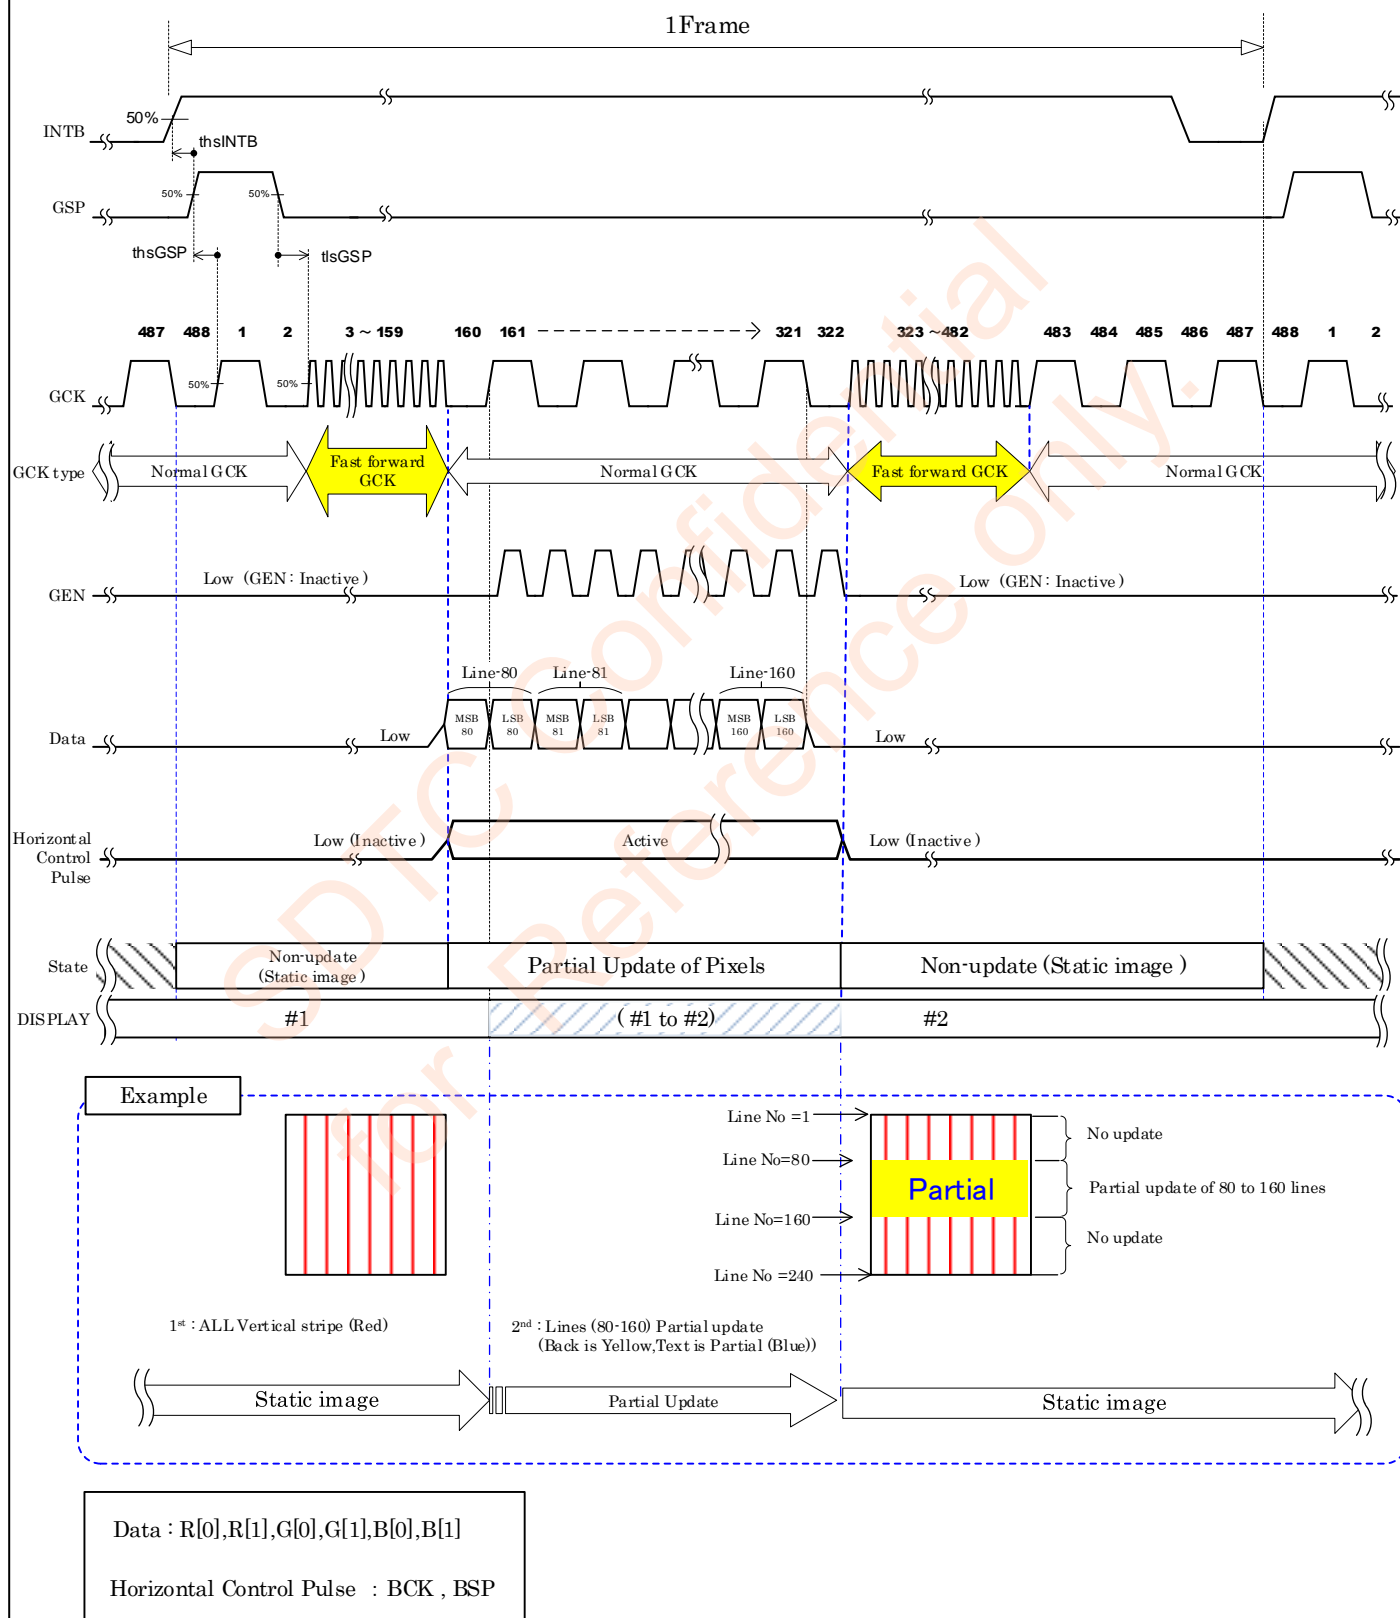 1Frame
INTB
50%
thsINTB
GSP
50%
50%
thsGSP
tlsGSP
487 488 1 2 3 ~ 159 160 161 321 322 323 ~ 482 483 484 485 486 487 488 1 2
GCK
50%
50%
GCK type
Normal GCK
Fast forward
GCK
Normal GCK
Fast forward GCK
Normal GCK
GEN
Low (GEN : Inactive)
Low (GEN : Inactive)
Line-80
Line-81
Line-160
Data
Low
MSB
80
LSB
80
MSB
81
LSB
81
MSB
160
LSB
160
Low
Horizontal
Control
Pulse
Low (Inactive)
Active
Low (Inactive)
State
Non-update
(Static image)
Partial Update of Pixels
Non-update (Static image)
DISPLAY
#1
( #1 to #2)
#2
Example
Line No =1
Line No=80
Line No=160
Line No =240
Partial
No update
Partial update of 80 to 160 lines
No update
1st : ALL Vertical stripe (Red)
2nd : Lines (80-160) Partial update
(Back is Yellow,Text is Partial (Blue))
Static image
Partial Update
Static image
Data : R[0],R[1],G[0],G[1],B[0],B[1]
Horizontal Control Pulse : BCK , BSP
SDTC Confidential
for Reference only.